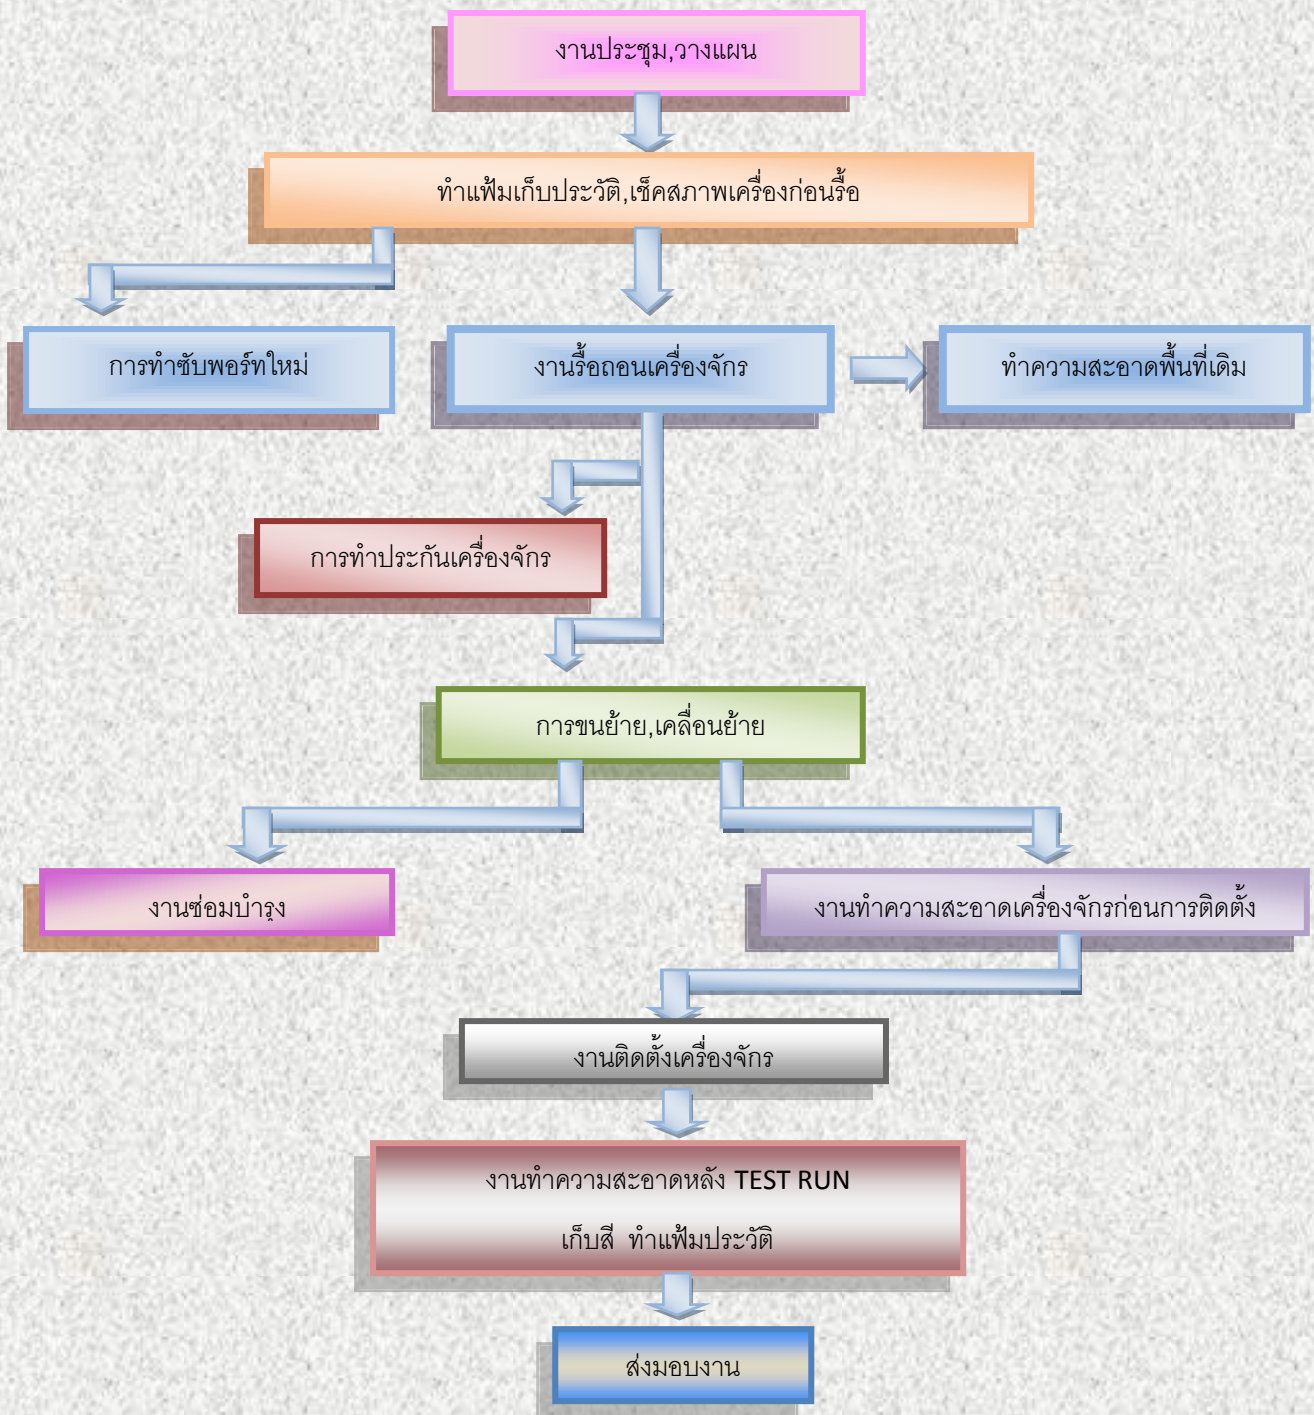 งานประชุม,วางแผน
ทำแฟ้มเก็บประวัติ,เช็คสภาพเครื่องก่อนรื้อ
การทำซับพอร์ทใหม่
งานรื้อถอนเครื่องจักร
ทำความสะอาดพื้นที่เดิม
การทำประกันเครื่องจักร
การขนย้าย,เคลื่อนย้าย
งานซ่อมบำรุง
งานทำความสะอาดเครื่องจักรก่อนการติดตั้ง
งานติดตั้งเครื่องจักร
งานทำความสะอาดหลัง TEST RUN
เก็บสี ทำแฟ้มประวัติ
ส่งมอบงาน